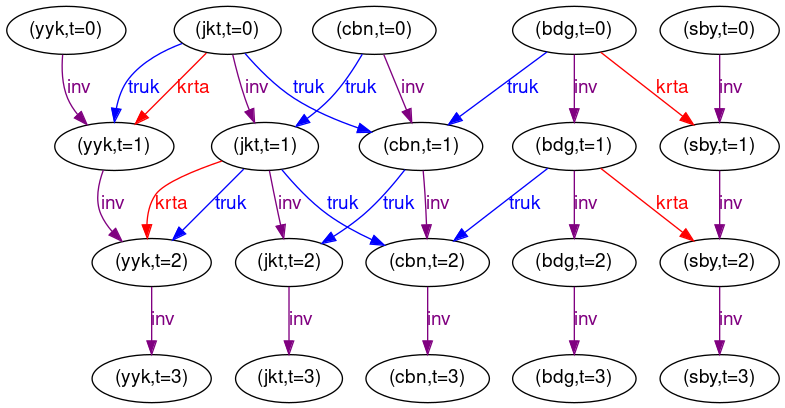 (yyk,t=0) (jkt,t=0) (cbn,t=0) (bdg,t=0) (sby,t=0)
inv truk krta inv truk truk inv truk inv krta inv
(yyk,t=1) (jkt,t=1) (cbn,t=1) (bdg,t=1) (sby,t=1)
inv krta truk inv truk truk inv truk inv krta inv
(yyk,t=2) (jkt,t=2) (cbn,t=2) (bdg,t=2) (sby,t=2)
inv inv inv inv inv
(yyk,t=3) (jkt,t=3) (cbn,t=3) (bdg,t=3) (sby,t=3)